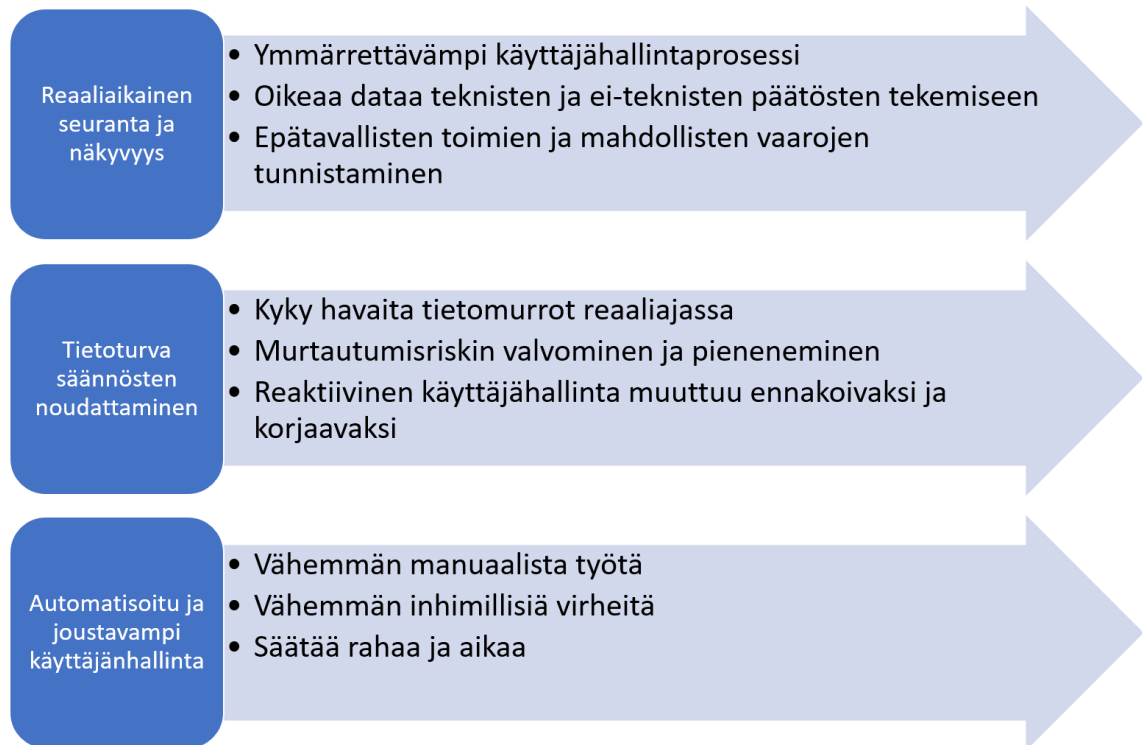 Reaaliaikainen
seuranta ja
näkyvyys
• Ymmärrettävämpi käyttäjähallintaprosessi
• Oikeaa dataa teknisten ja ei-teknisten päätösten tekemiseen
• Epätavallisten toimien ja mahdollisten vaarojen
tunnistaminen
Tietoturva
säännösten
noudattaminen
• Kyky havaita tietomurrot reaaliajassa
• Murtautumisriskin valvominen ja pieneneminen
• Reaktiivinen käyttäjähallinta muuttuu ennakoivaksi ja
korjaavaksi
Automatisoitu ja
joustavampi
käyttäjänhallinta
• Vähemmän manuaalista työtä
• Vähemmän inhimillisiä virheitä
• Säätää rahaa ja aikaa